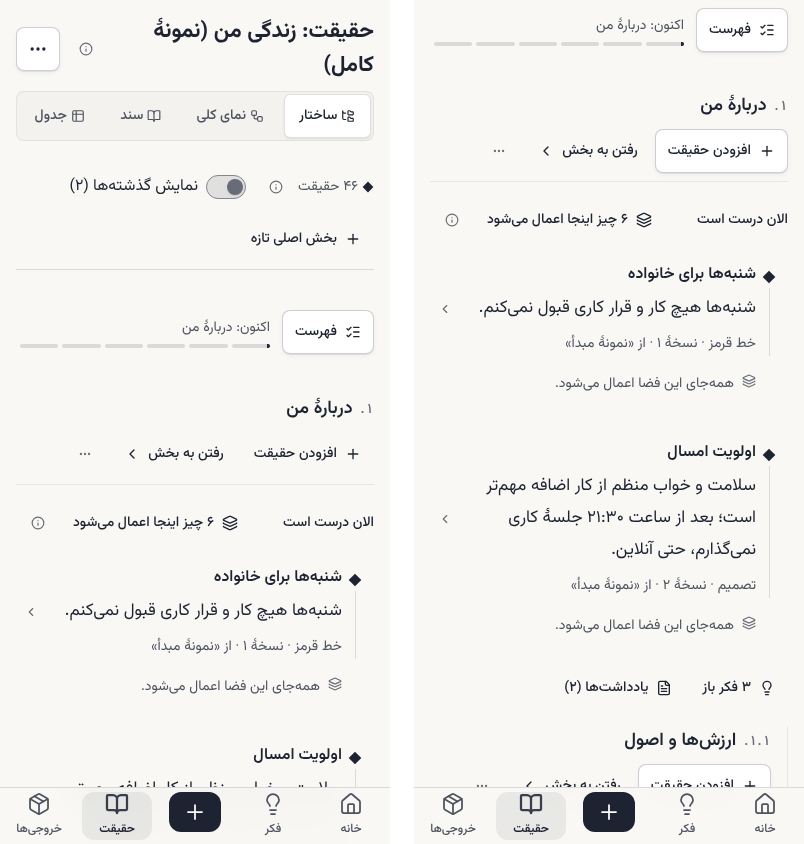 حقیقت: زندگی من (نمونهٔ
کامل)
ساختار
نمای کلی
سند
جدول
۴۶ حقیقت
نمایش گذشته‌ها (۲)
بخش اصلی تازه
فهرست
اکنون: دربارهٔ من
۱. دربارهٔ من
افزودن حقیقت
رفتن به بخش
الان درست است
۶ چیز اینجا اعمال می‌شود
شنبه‌ها برای خانواده
شنبه‌ها هیچ کار و قرار کاری قبول نمی‌کنم.
خط قرمز · نسخهٔ ۱ · از «نمونهٔ مبدأ»
همه‌جای این فضا اعمال می‌شود.
اولویت امسال
خانه
فکر
حقیقت
خروجی‌ها
فهرست
اکنون: دربارهٔ من
۱. دربارهٔ من
افزودن حقیقت
رفتن به بخش
الان درست است
۶ چیز اینجا اعمال می‌شود
شنبه‌ها برای خانواده
شنبه‌ها هیچ کار و قرار کاری قبول نمی‌کنم.
خط قرمز · نسخهٔ ۱ · از «نمونهٔ مبدأ»
همه‌جای این فضا اعمال می‌شود.
اولویت امسال
سلامت و خواب منظم از کار اضافه مهم‌تر
است؛ بعد از ساعت ۲۱:۳۰ جلسهٔ کاری
نمی‌گذارم، حتی آنلاین.
تصمیم · نسخهٔ ۲ · از «نمونهٔ مبدأ»
همه‌جای این فضا اعمال می‌شود.
۳ فکر باز
یادداشت‌ها (۲)
۱.۱. ارزش‌ها و اصول
افزودن حقیقت
رفتن به بخش
خانه
فکر
حقیقت
خروجی‌ها